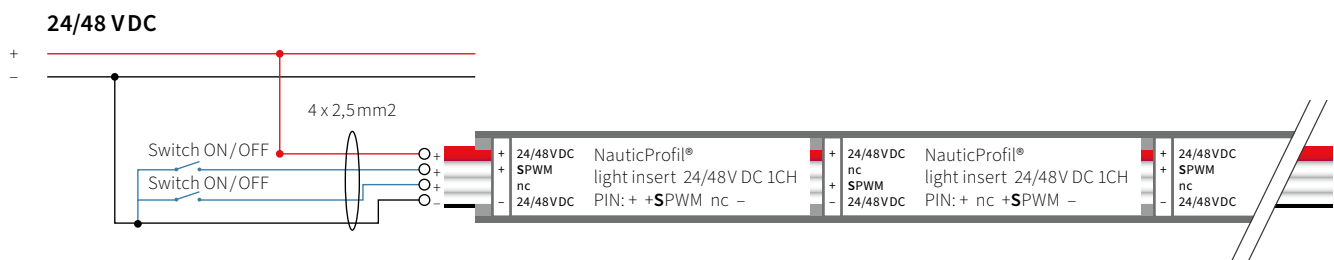 24/48 VDC
+
–
4 x 2,5mm2
Switch ON/OFF
Switch ON/OFF
+
+
+
–
+ 24/48VDC
+ SPWM
nc
– 24/48VDC
NauticProfil®
light insert 24/48V DC 1CH
PIN: + +SPWM nc –
+ 24/48VDC
nc
+ SPWM
– 24/48VDC
NauticProfil®
light insert 24/48V DC 1CH
PIN: + nc +SPWM –
+ 24/48VDC
+ SPWM
nc
– 24/48VDC